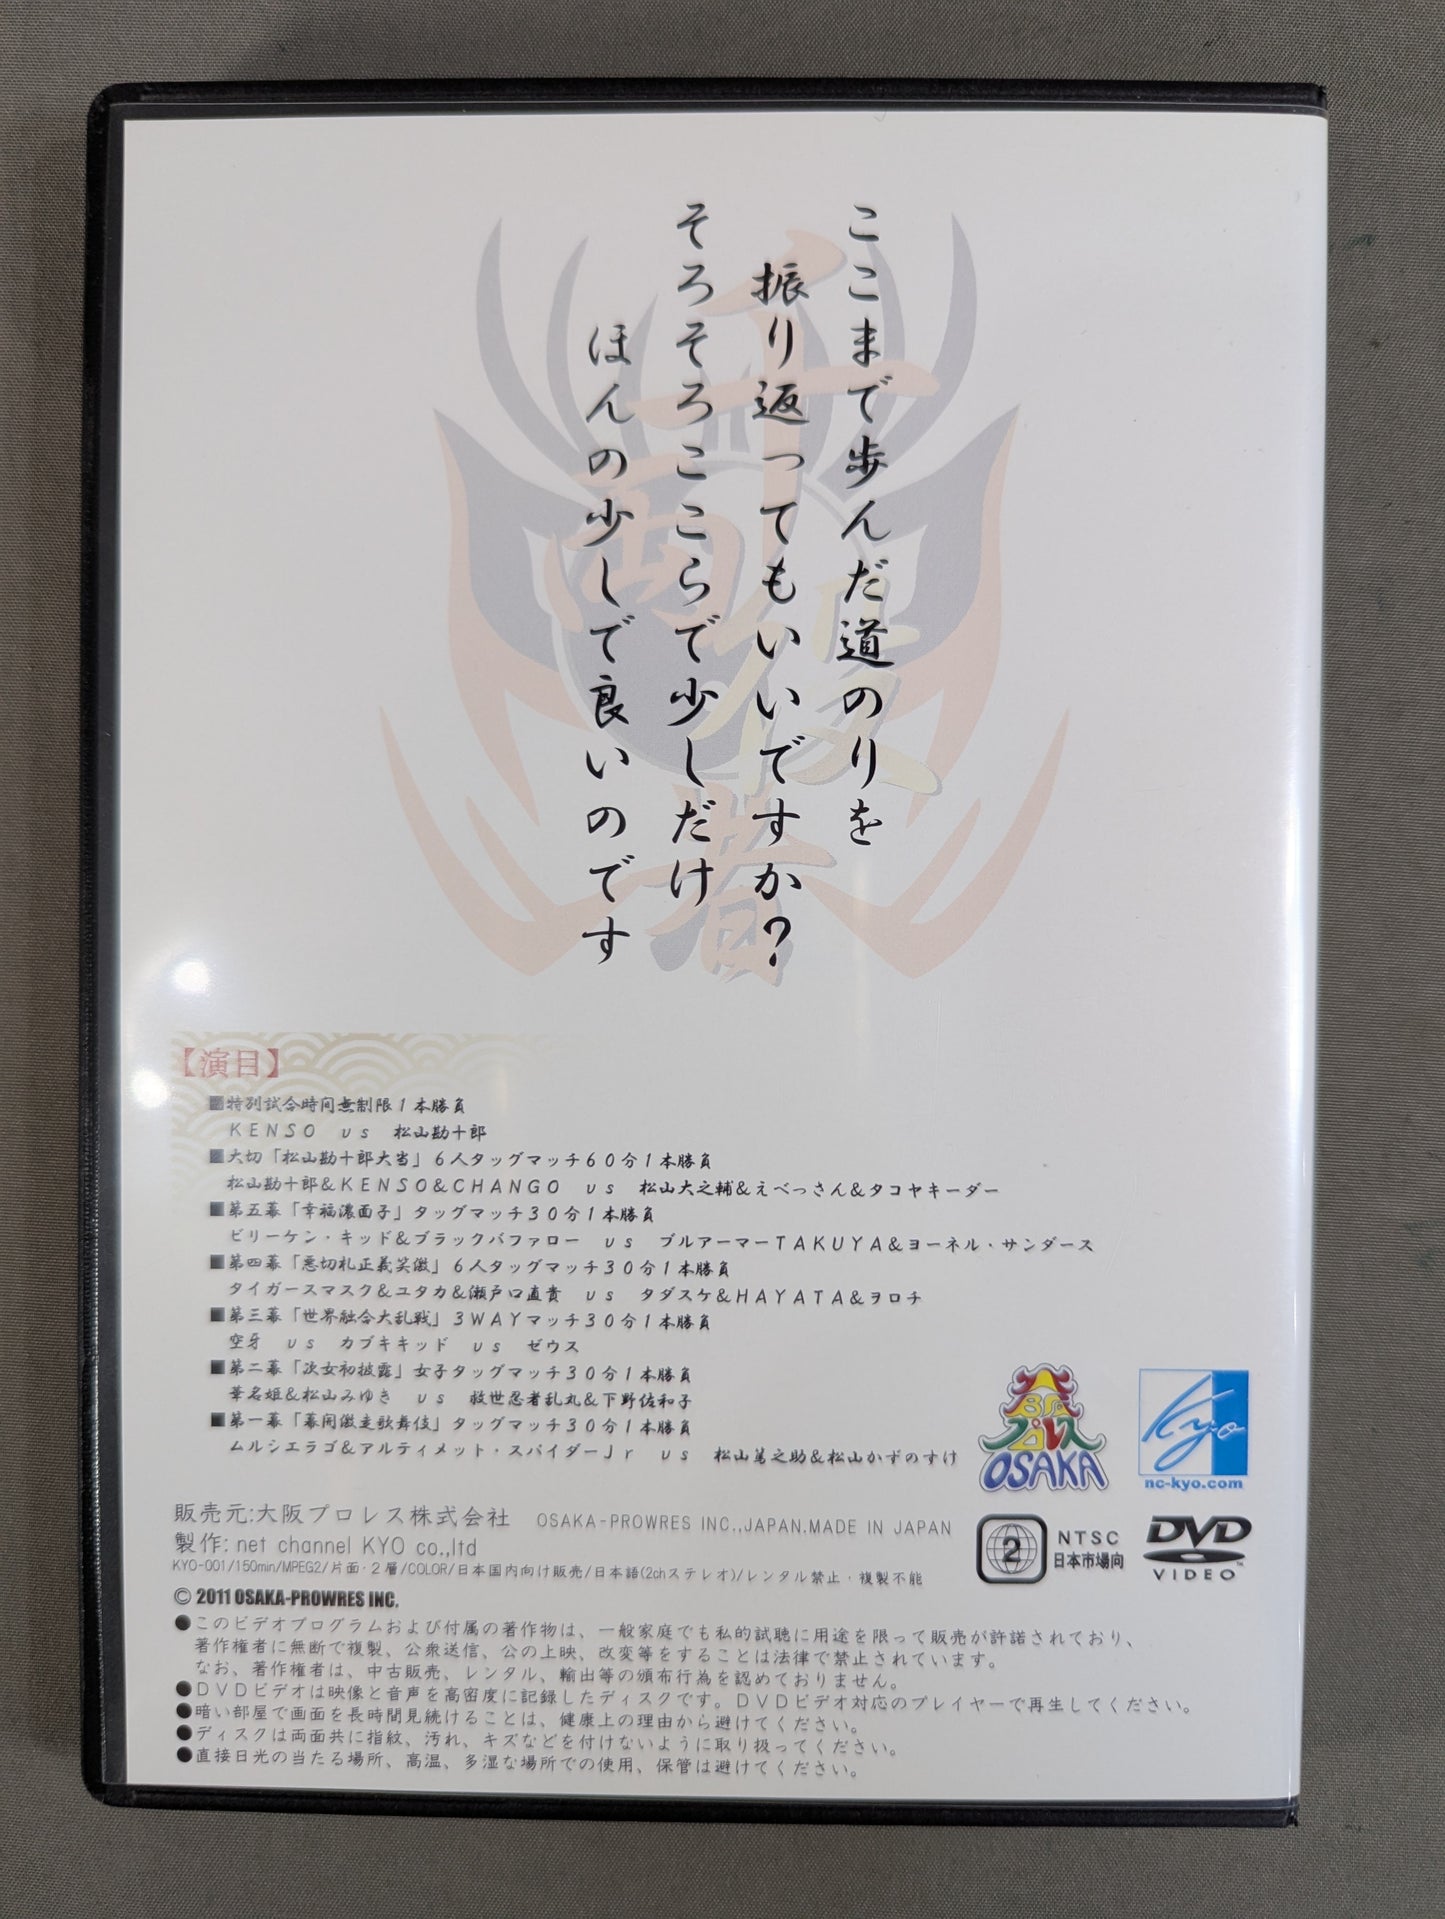 ここまで歩んだ道のりを
振り返ってもいいですか?
そろそろここらで少しだけ
ほんの少しで良いのです
【演目】
■特別試合時間無制限1本勝負
KENSO vs 松山勘十郎
■大切「松山勘十郎大当」6人タッグマッチ60分1本勝負
松山勘十郎&KENSO&CHANGO vs 松山大之輔&えべっさん&タコヤキーダー
■第五幕「幸福濃面子」タッグマッチ30分1本勝負
ビリーケン・キッド&ブラックバファロー vs ブルアーマーTAKUYA&ヨーネル・サンダース
■第四幕「悪切札正義笑激」6人タッグマッチ30分1本勝負
タイガースマスク&ユタカ&瀬戸口直貴 vs タダスケ&HAYATA&ヲロチ
■第三幕「世界融合大乱戦」3WAYマッチ30分1本勝負
空牙 vs カブキキッド vs ゼウス
■第二幕「次女初披露」女子タッグマッチ30分1本勝負
華名姫&松山みゆき vs 救世忍者乱丸&下野佐和子
■第一幕「幕開激走歌舞伎」タッグマッチ30分1本勝負
ムルシエラゴ&アルティメット・スパイダーJr vs 松山篤之助&松山かずのすけ
大阪プロレス
OSAKA
Kyo
nc-kyo.com
販売元:大阪プロレス株式会社 OSAKA-PROWRES INC.,JAPAN.MADE IN JAPAN
製作: net channel KYO co.,ltd
KYO-001/150min/MPEG2/片面・2層/COLOR/日本国内向け販売/日本語(2chステレオ)/レンタル禁止・複製不能
2
NTSC
日本市場向
DVD
VIDEO
© 2011 OSAKA-PROWRES INC.
●このビデオプログラムおよび付属の著作物は、一般家庭でも私的試聴に用途を限って販売が許諾されており、
著作権者に無断で複製、公衆送信、公の上映、改変等をすることは法律で禁止されています。
なお、著作権者は、中古販売、レンタル、輸出等の頒布行為を認めておりません。
●DVDビデオは映像と音声を高密度に記録したディスクです。DVDビデオ対応のプレイヤーで再生してください。
●暗い部屋で画面を長時間見続けることは、健康上の理由から避けてください。
●ディスクは両面共に指紋、汚れ、キズなどを付けないように取り扱ってください。
●直接日光の当たる場所、高温、多湿な場所での使用、保管は避けてください。